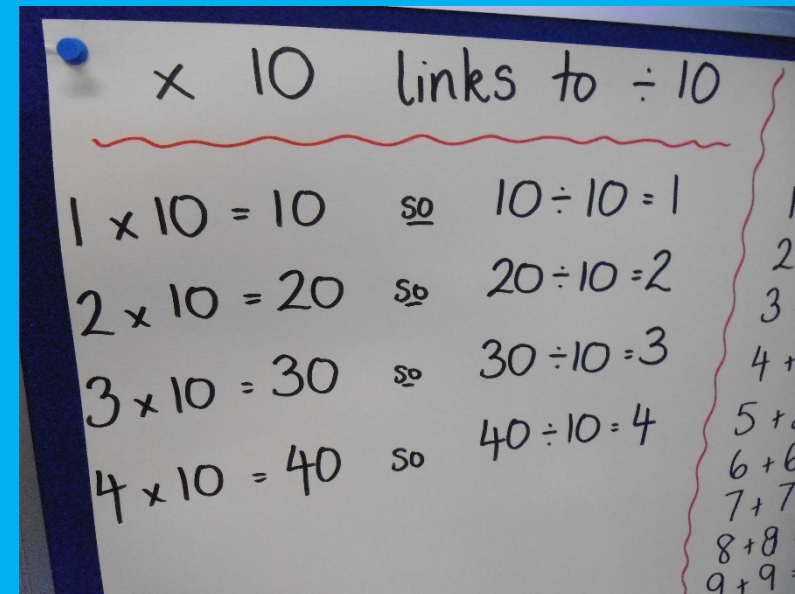 × 10 links to ÷ 10
1 × 10 = 10 so 10 ÷ 10 = 1
2 × 10 = 20 so 20 ÷ 10 = 2
3 × 10 = 30 so 30 ÷ 10 = 3
4 × 10 = 40 so 40 ÷ 10 = 4
1
2
3
4 +
5 +
6 + 6
7 + 7
8 + 8
9 + 9 =